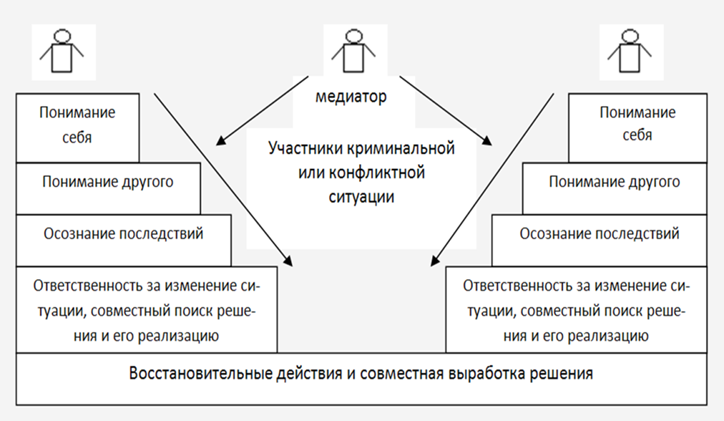 медиатор
Участники криминальной
или конфликтной
ситуации
Понимание
себя
Понимание другого
Осознание последствий
Ответственность за изменение си-
туации, совместный поиск реше-
ния и его реализацию
Понимание
себя
Понимание другого
Осознание последствий
Ответственность за изменение си-
туации, совместный поиск реше-
ния и его реализацию
Восстановительные действия и совместная выработка решения